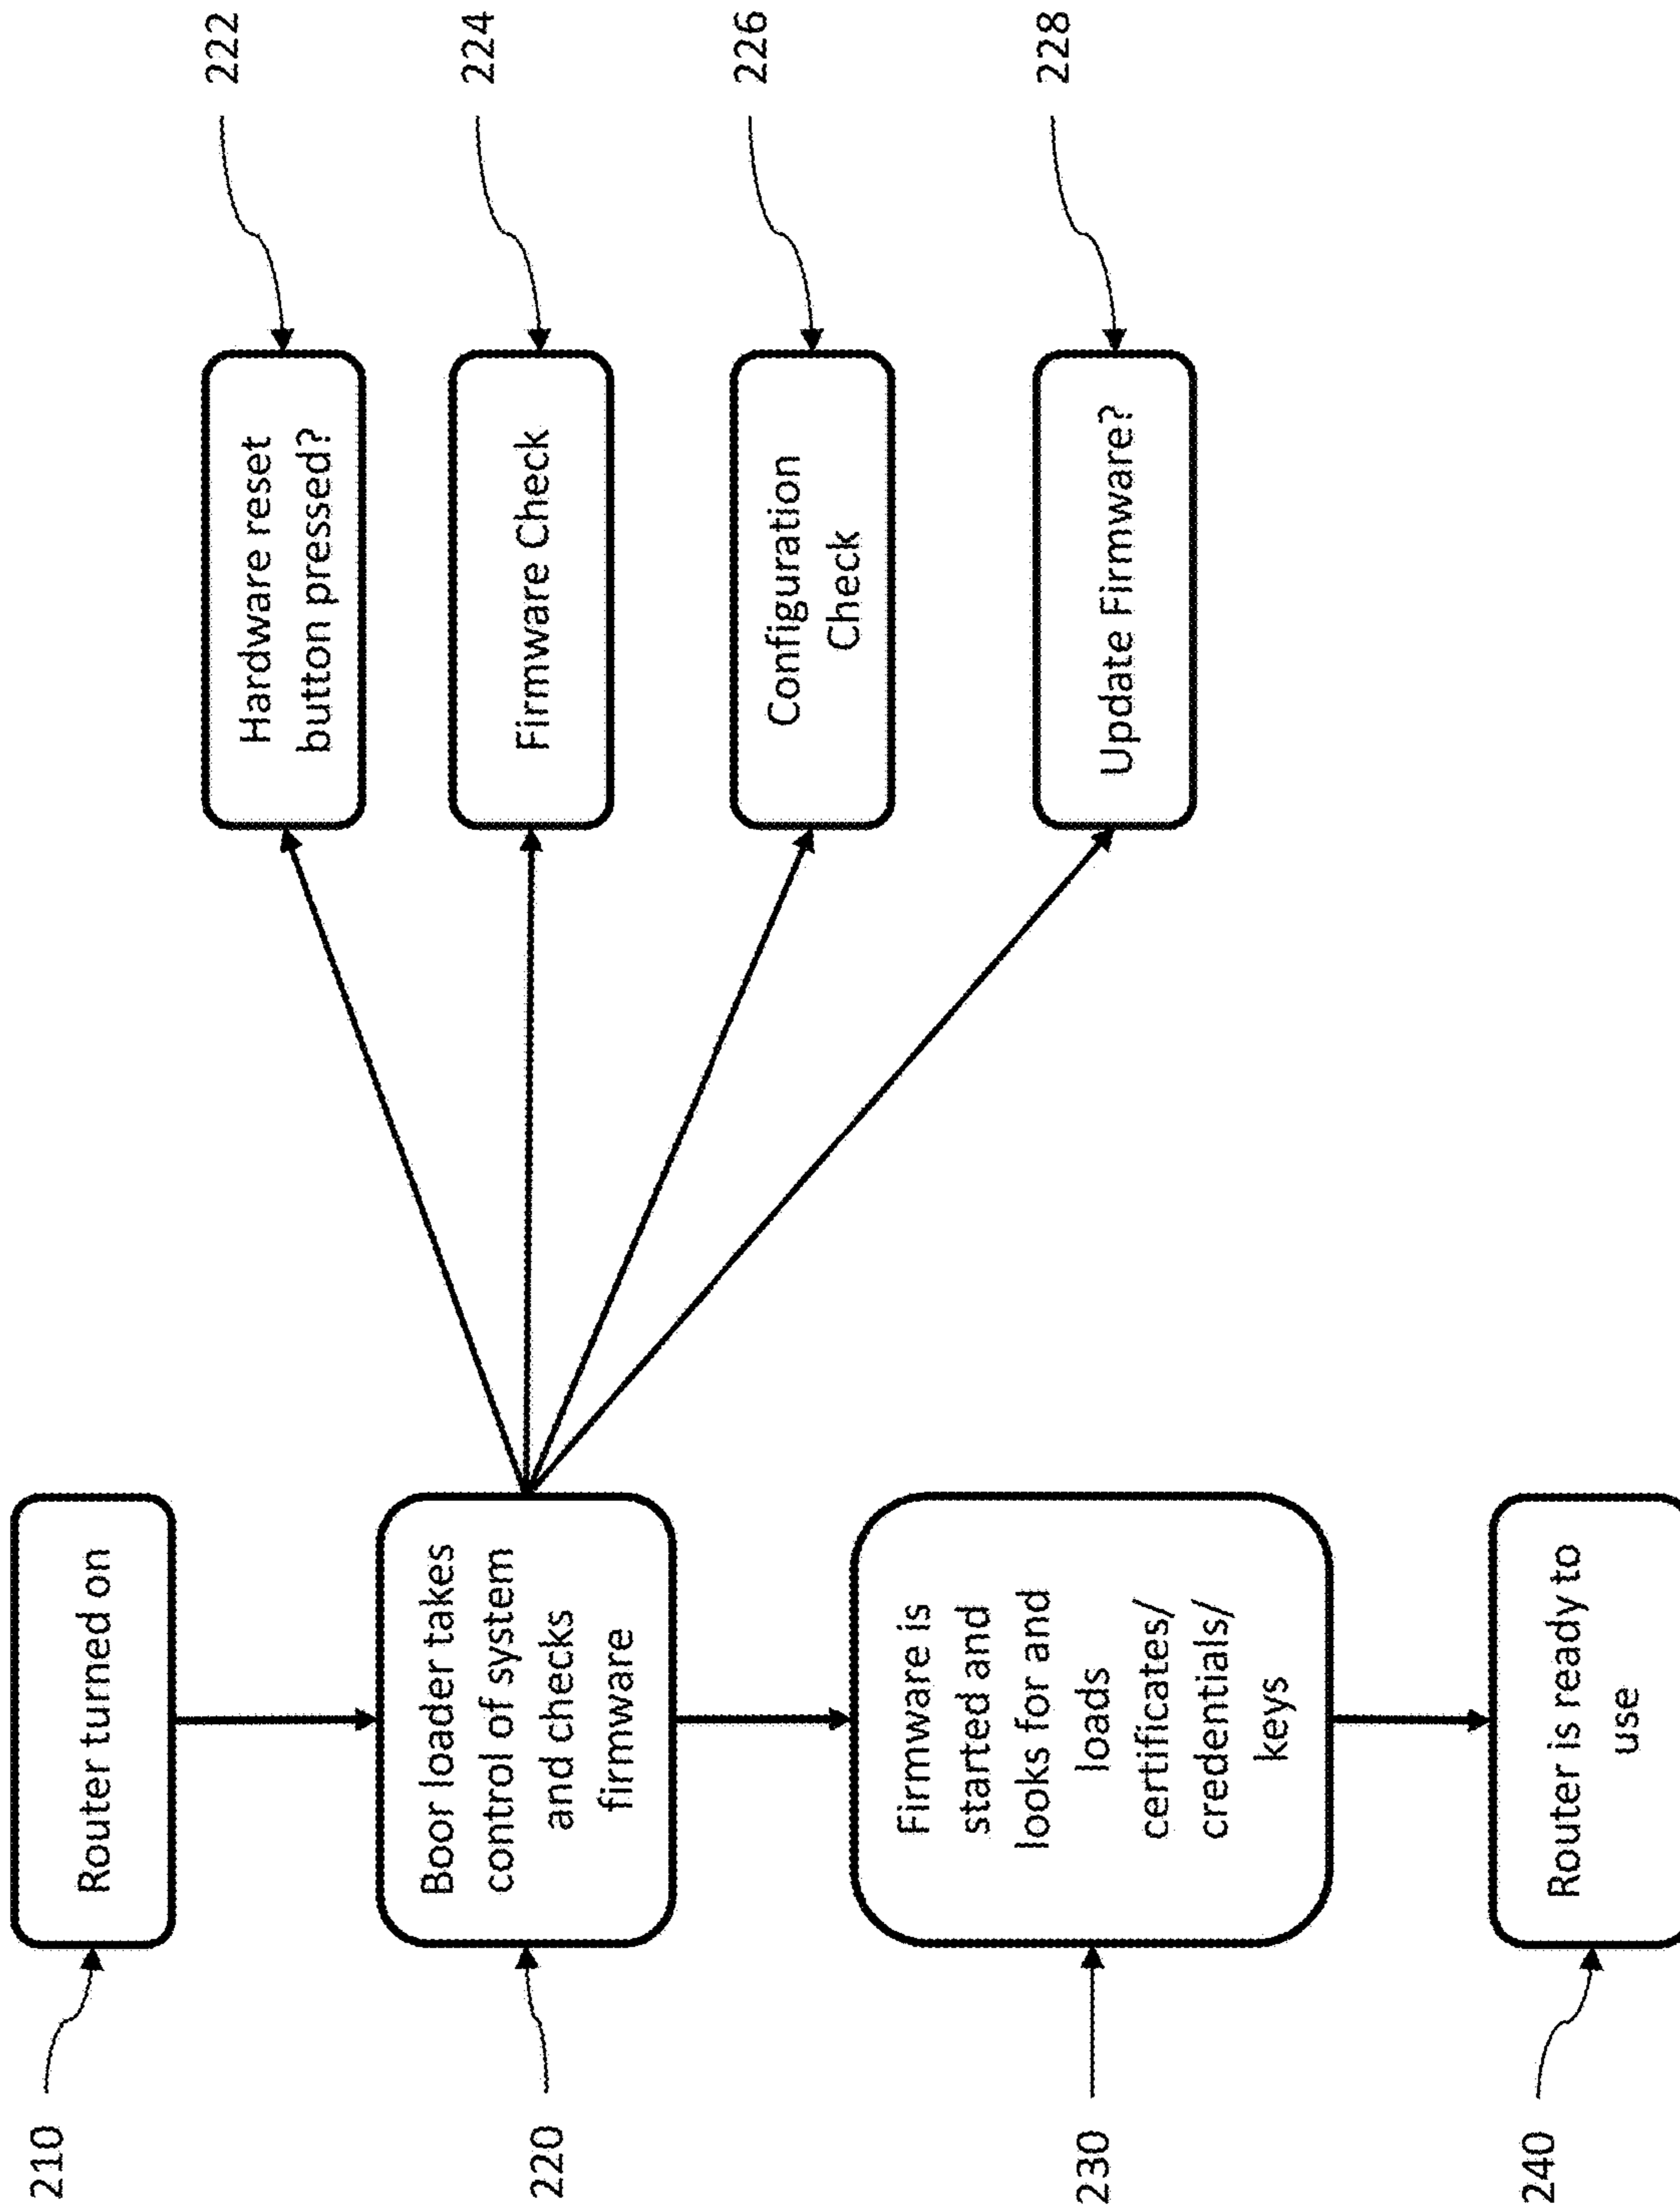 210
Router turned on
220
Boor loader takes
control of system
and checks
firmware
222
Hardware reset
button pressed?
224
Firmware Check
226
Configuration
Check
228
Update Firmware?
230
Firmware is
started and
looks for and
loads
certificates/
credentials/
keys
240
Router is ready to
use